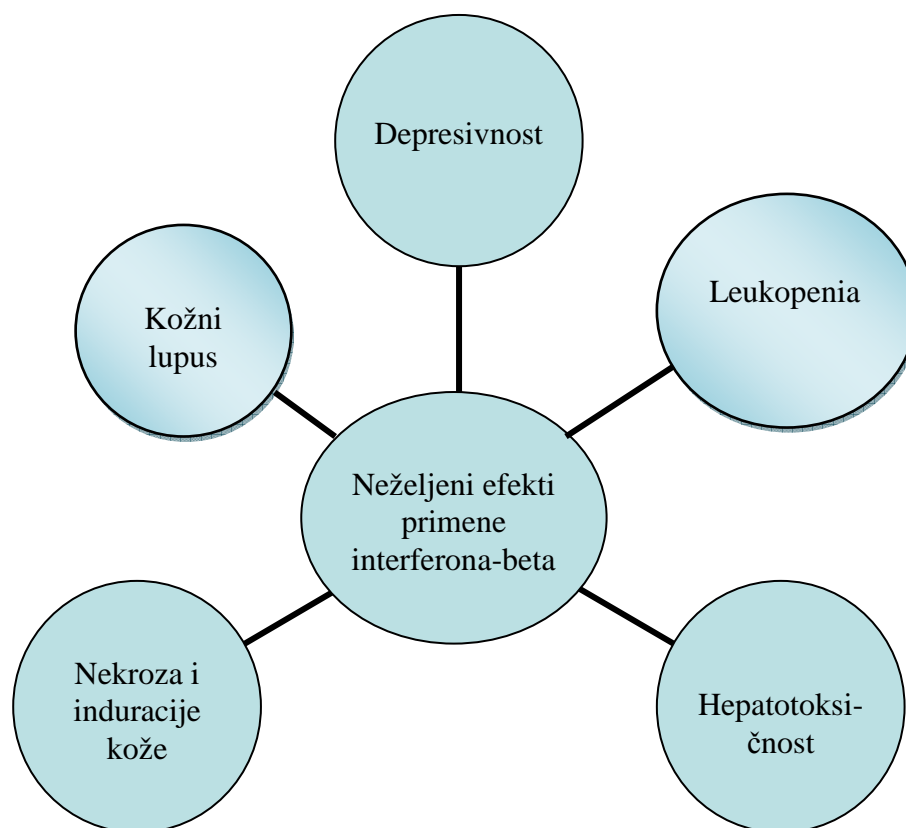 Depresivnost
Leukopenia
Kožni
lupus
Neželjeni efekti
primene
interferona-beta
Nekroza i
induracije
kože
Hepatotoksi-
čnost